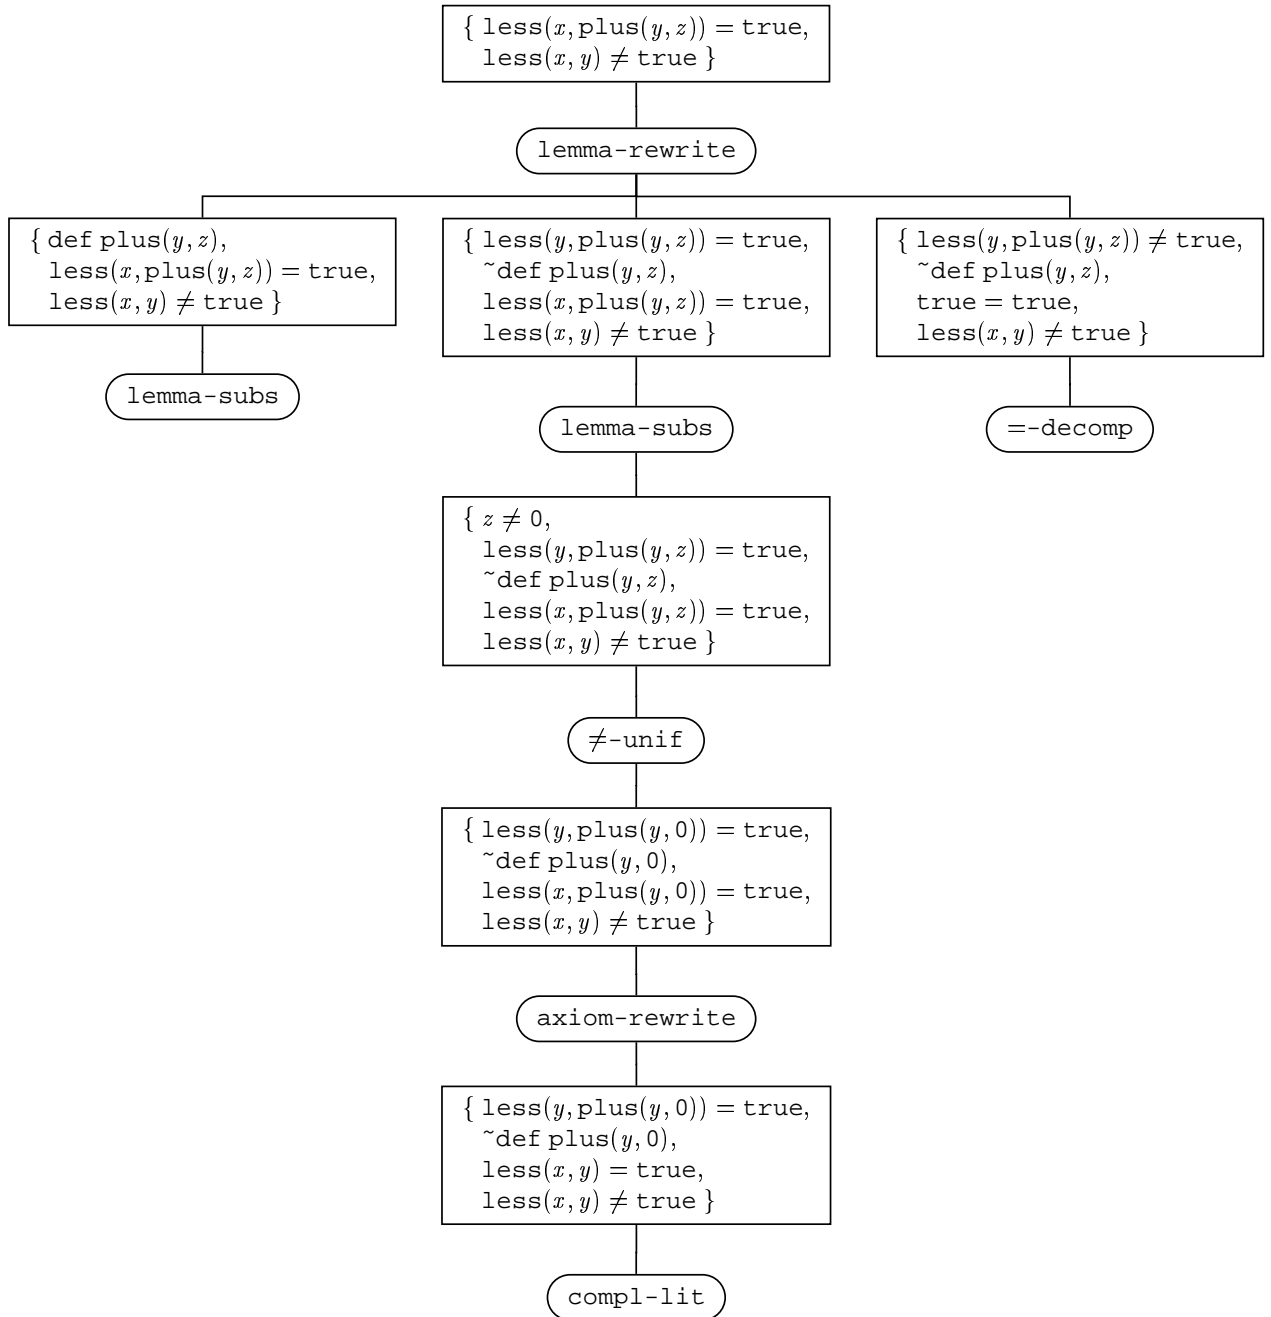 { less(x, plus(y, z)) = true,
less(x, y) ≠ true }
lemma-rewrite
{ def plus(y, z),
less(x, plus(y, z)) = true,
less(x, y) ≠ true }
{ less(y, plus(y, z)) = true,
~def plus(y, z),
less(x, plus(y, z)) = true,
less(x, y) ≠ true }
{ less(y, plus(y, z)) ≠ true,
~def plus(y, z),
true = true,
less(x, y) ≠ true }
lemma-subs
lemma-subs
=-decomp
{ z ≠ 0,
less(y, plus(y, z)) = true,
~def plus(y, z),
less(x, plus(y, z)) = true,
less(x, y) ≠ true }
≠-unif
{ less(y, plus(y, 0)) = true,
~def plus(y, 0),
less(x, plus(y, 0)) = true,
less(x, y) ≠ true }
axiom-rewrite
{ less(y, plus(y, 0)) = true,
~def plus(y, 0),
less(x, y) = true,
less(x, y) ≠ true }
compl-lit